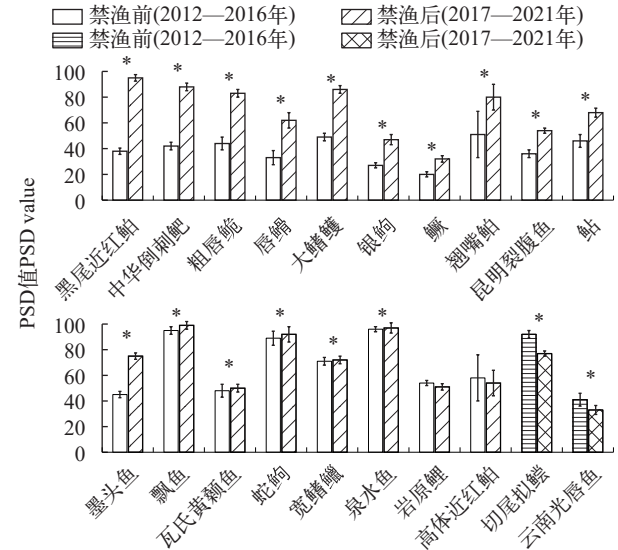 禁渔前(2012—2016年) 禁渔后(2017—2021年)
禁渔前(2012—2016年) 禁渔后(2017—2021年)
PSD值PSD value
100
80
60
40
20
0
* * * * * * * * * *
黑尾近红鲌
中华倒刺鲃
粗唇鮠
唇䱻
大鳍鳠
银鮈
鳜
翘嘴鲌
昆明裂腹鱼
鲇
100
80
60
40
20
0
* * * * * * * *
墨头鱼
飘鱼
瓦氏黄颡鱼
蛇鮈
宽鳍鱲
泉水鱼
岩原鲤
高体近红鲌
切尾拟鲿
云南光唇鱼